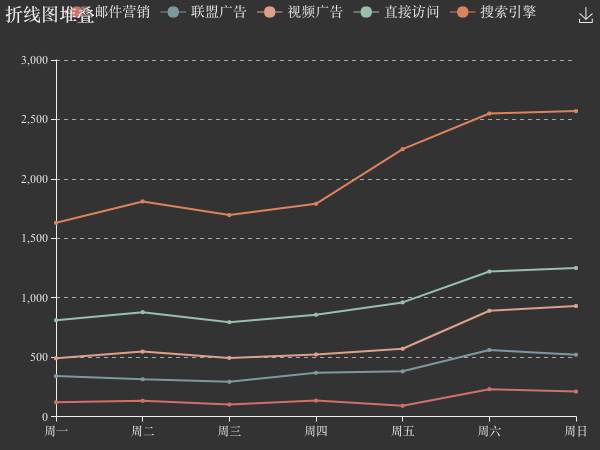 折线图堆叠
邮件营销 联盟广告 视频广告 直接访问 搜索引擎
3,000
2,500
2,000
1,500
1,000
500
0
周一 周二 周三 周四 周五 周六 周日